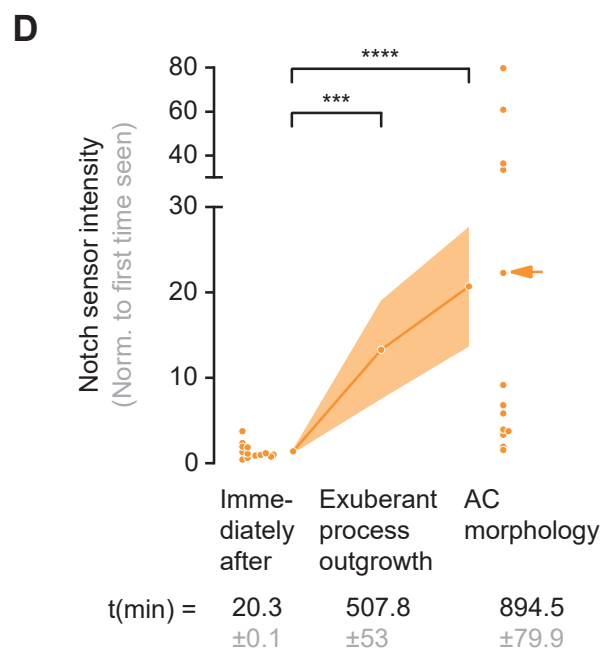 D
****
***
80
60
40
30
20
10
0
Notch sensor intensity
(Norm. to first time seen)
Imme-
diately
after
Exuberant
process
outgrowth
AC
morphology
t(min) = 20.3 507.8 894.5
±0.1 ±53 ±79.9